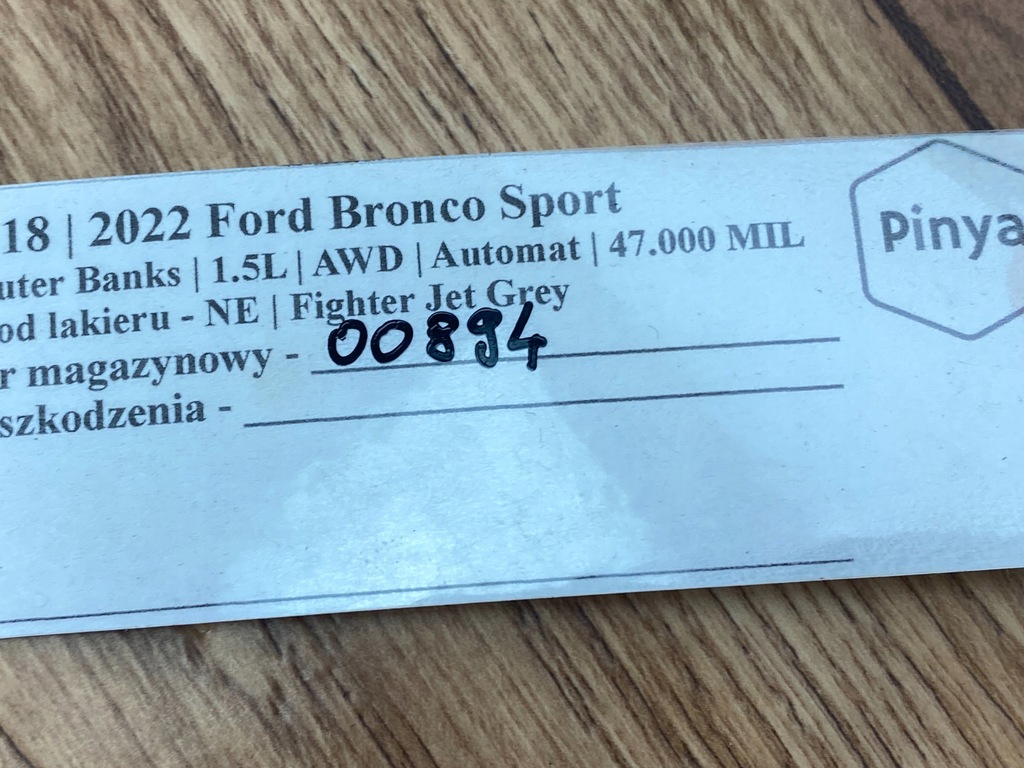 18 | 2022 Ford Bronco Sport
uter Banks | 1.5L | AWD | Automat | 47.000 MIL
od lakieru - NE | Fighter Jet Grey
r magazynowy - 00894
szkodzenia -
Pinya